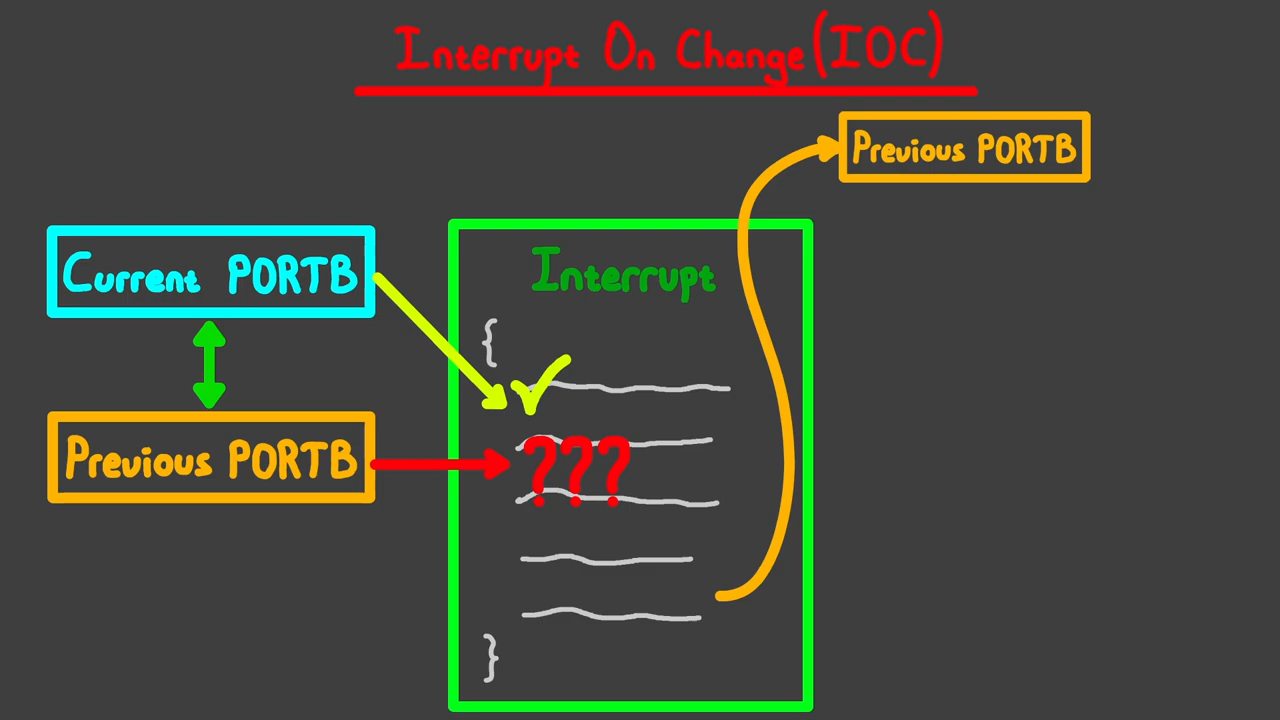 Interrupt On Change (IOC)
Previous PORTB
Current PORTB
Interrupt
{
Previous PORTB
???
}